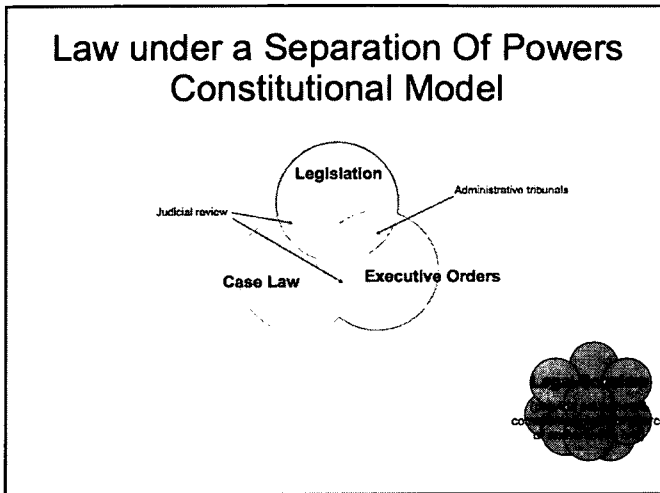 Law under a Separation Of Powers
Constitutional Model
Legislation
Administrative tribunals
Judicial review
Case Law
Executive Orders